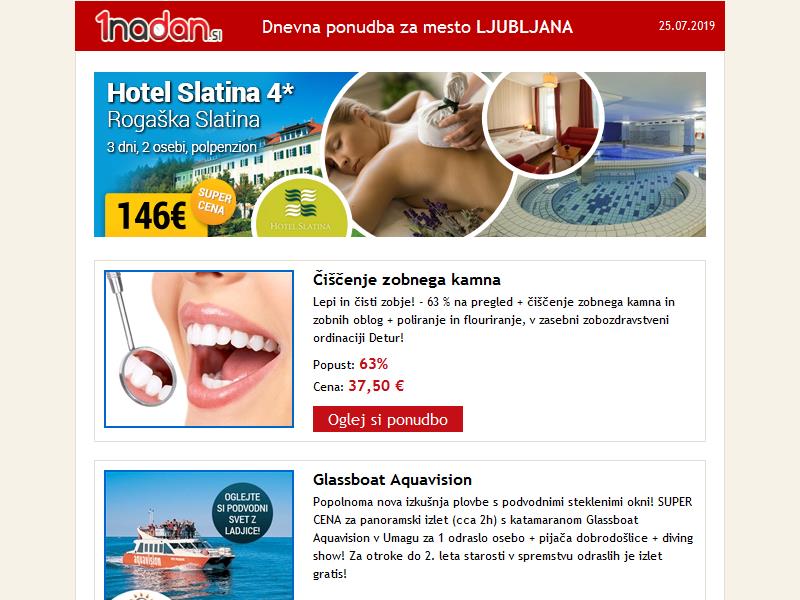 1nadan.si
Dnevna ponudba za mesto LJUBLJANA
25.07.2019
Hotel Slatina 4*
Rogaška Slatina
3 dni, 2 osebi, polpenzion
146€
SUPER
CENA
HOTEL SLATINA
Čiščenje zobnega kamna
Lepi in čisti zobje! - 63 % na pregled + čiščenje zobnega kamna in
zobnih oblog + poliranje in flouriranje, v zasebni zobozdravstveni
ordinaciji Detur!
Popust: 63%
Cena: 37,50 €
Oglej si ponudbo
OGLEJTE
SI PODVODNI
SVET Z
LADJICE!
aquavision
Glassboat Aquavision
Popolnoma nova izkušnja plovbe s podvodnimi steklenimi okni! SUPER
CENA za panoramski izlet (cca 2h) s katamaranom Glassboat
Aquavision v Umagu za 1 odraslo osebo + pijača dobrodošlice + diving
show! Za otroke do 2. leta starosti v spremstvu odraslih je izlet
gratis!